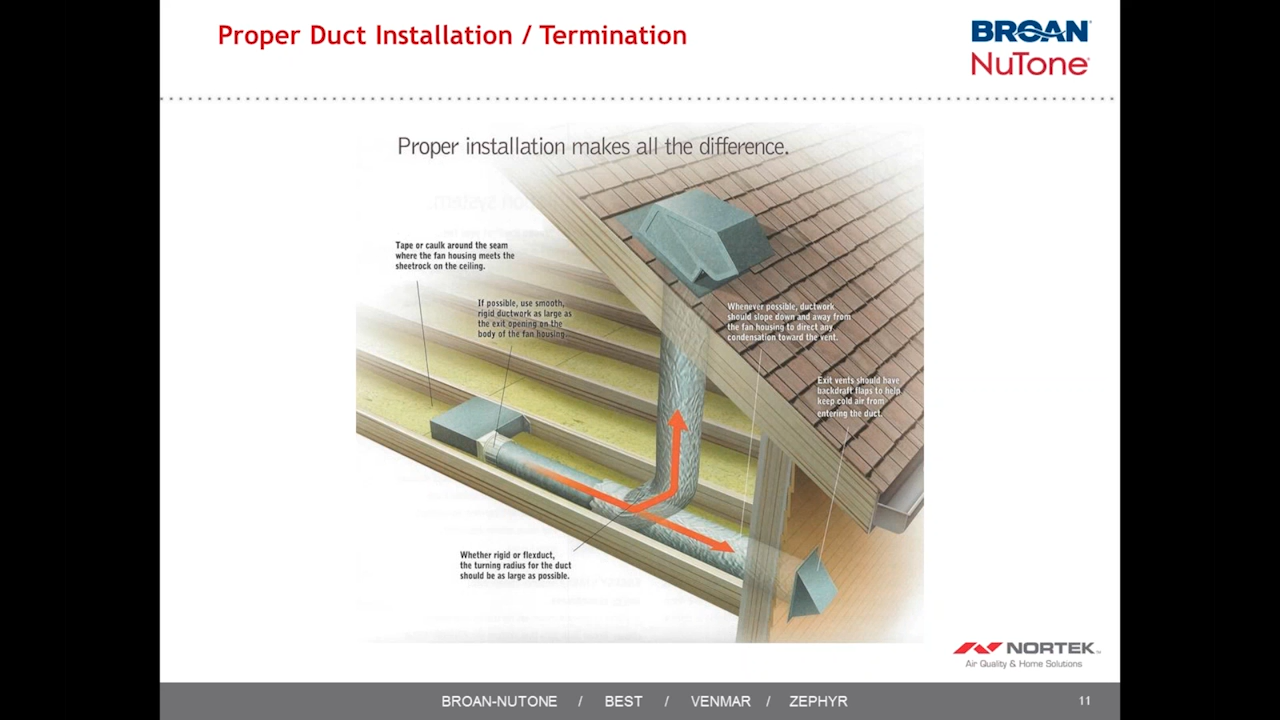 Proper Duct Installation / Termination
BROAN
NuTone
Proper installation makes all the difference.
Tape or caulk around the seam
where the fan housing meets the
sheetrock on the ceiling.
If possible, use smooth,
rigid ductwork as large as
the exit opening on the
body of the fan housing.
Whenever possible, ductwork
should slope down and away from
the fan housing to direct any
condensation toward the vent.
Exit vents should have
backdraft flaps to help
keep cold air from
entering the duct.
Whether rigid or flexduct,
the turning radius for the duct
should be as large as possible.
NORTEK
Air Quality & Home Solutions
BROAN-NUTONE / BEST / VENMAR / ZEPHYR
11